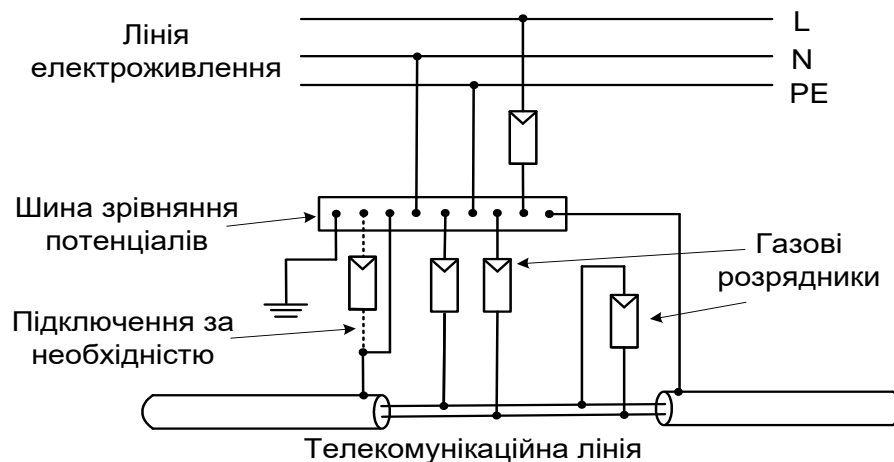 Лінія
електроживлення
L
N
PE
Шина зрівняння
потенціалів
Газові
розрядники
Підключення за
необхідністю
Телекомунікаційна лінія